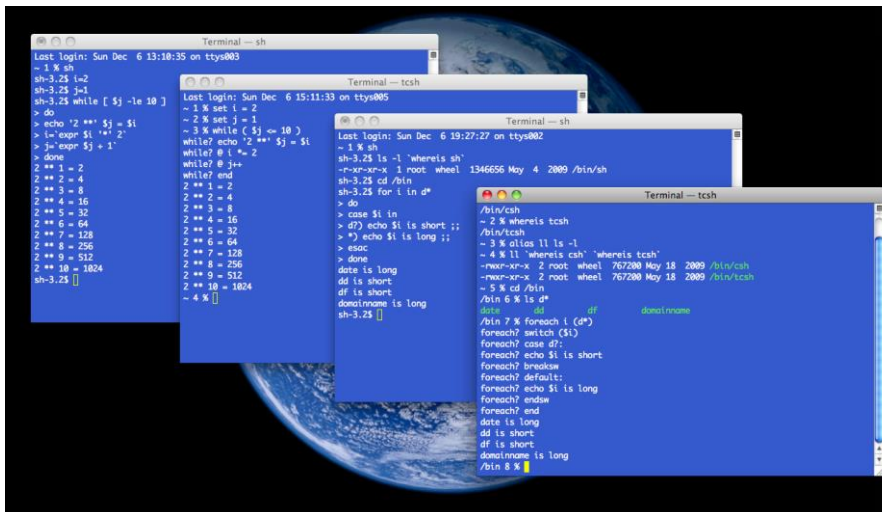 Terminal — sh
Last login: Sun Dec  6 13:10:35 on ttys003
~ 1 % sh
sh-3.2$ i=2
sh-3.2$ j=1
sh-3.2$ while [ $j -le 10 ]
> do
> echo '2 **' $j = $i
> i=`expr $i '*' 2`
> j=`expr $j + 1`
> done
2 ** 1 = 2
2 ** 2 = 4
2 ** 3 = 8
2 ** 4 = 16
2 ** 5 = 32
2 ** 6 = 64
2 ** 7 = 128
2 ** 8 = 256
2 ** 9 = 512
2 ** 10 = 1024
sh-3.2$
Terminal — tcsh
Last login: Sun Dec  6 15:11:33 on ttys005
~ 1 % set i = 2
~ 2 % set j = 1
~ 3 % while ( $j <= 10 )
while? echo '2 **' $j = $i
while? @ i *= 2
while? @ j++
while? end
2 ** 1 = 2
2 ** 2 = 4
2 ** 3 = 8
2 ** 4 = 16
2 ** 5 = 32
2 ** 6 = 64
2 ** 7 = 128
2 ** 8 = 256
2 ** 9 = 512
2 ** 10 = 1024
~ 4 %
Terminal — sh
Last login: Sun Dec  6 19:27:27 on ttys002
~ 1 % sh
sh-3.2$ ls -l `whereis sh`
-r-xr-xr-x  1 root  wheel  1346656 May  4  2009 /bin/sh
sh-3.2$ cd /bin
sh-3.2$ for i in d*
> do
> case $i in
> d?) echo $i is short ;;
> *) echo $i is long ;;
> esac
> done
date is long
dd is short
df is short
domainname is long
sh-3.2$
Terminal — tcsh
/bin/csh
~ 2 % whereis tcsh
/bin/tcsh
~ 3 % alias ll ls -l
~ 4 % ll `whereis csh` `whereis tcsh`
-rwxr-xr-x  2 root  wheel  767200 May 18  2009 /bin/csh
-rwxr-xr-x  2 root  wheel  767200 May 18  2009 /bin/tcsh
~ 5 % cd /bin
/bin 6 % ls d*
date dd df domainname
/bin 7 % foreach i (d*)
foreach? switch ($i)
foreach? case d?:
foreach? echo $i is short
foreach? breaksw
foreach? default:
foreach? echo $i is long
foreach? endsw
foreach? end
date is long
dd is short
df is short
domainname is long
/bin 8 %